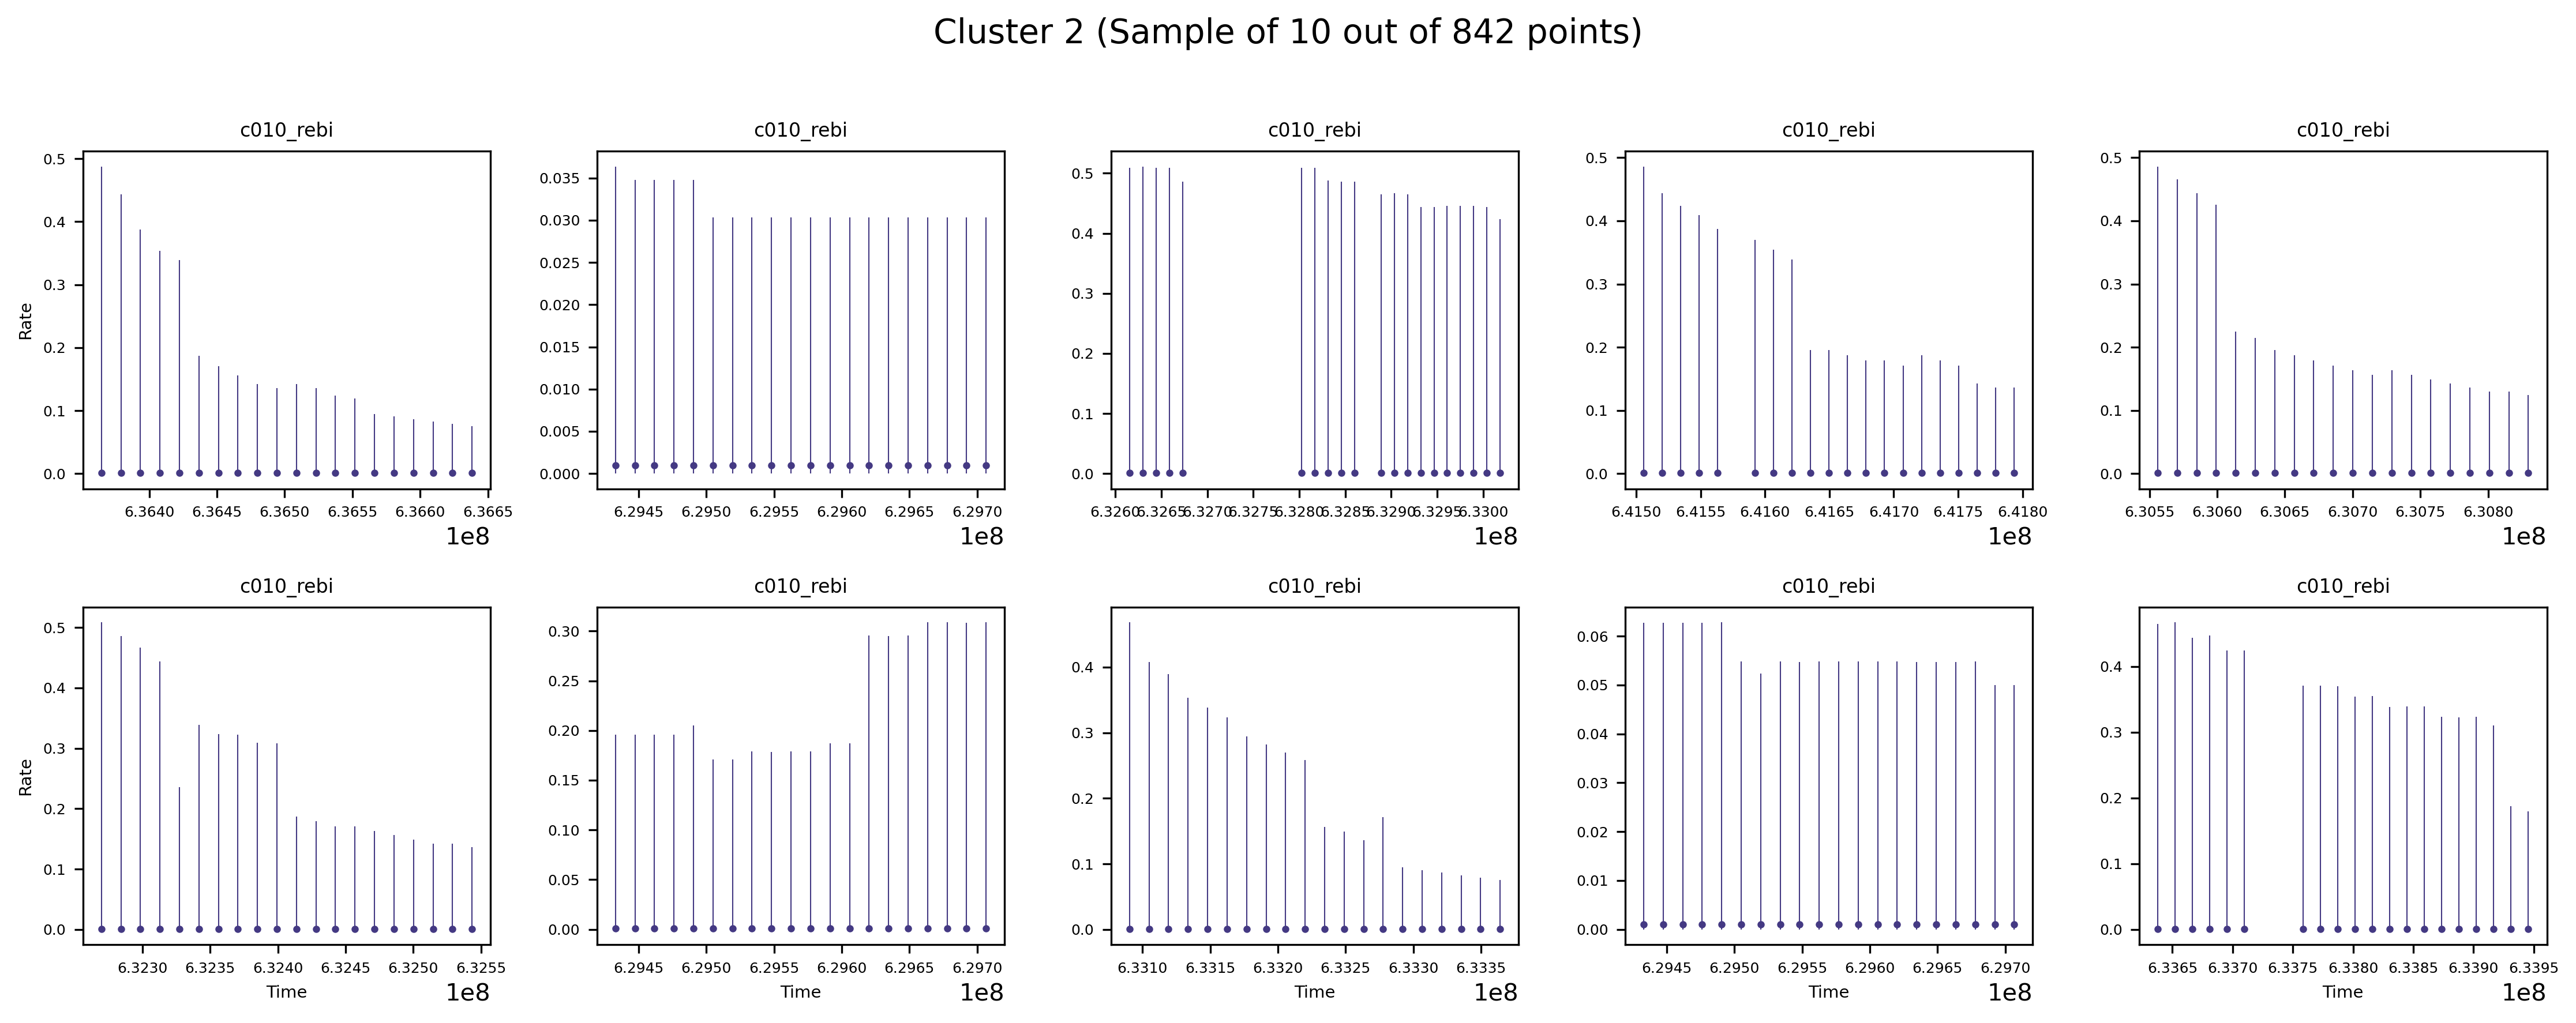 Cluster 2 (Sample of 10 out of 842 points)
c010_rebi c010_rebi c010_rebi c010_rebi c010_rebi
Rate
0.5 0.4 0.3 0.2 0.1 0.0
6.3640 6.3645 6.3650 6.3655 6.3660 6.3665
1e8
0.035 0.030 0.025 0.020 0.015 0.010 0.005 0.000
6.2945 6.2950 6.2955 6.2960 6.2965 6.2970
1e8
0.5 0.4 0.3 0.2 0.1 0.0
6.3260 6.3265 6.3270 6.3275 6.3280 6.3285 6.3290 6.3295 6.3300
1e8
0.5 0.4 0.3 0.2 0.1 0.0
6.4150 6.4155 6.4160 6.4165 6.4170 6.4175 6.4180
1e8
0.5 0.4 0.3 0.2 0.1 0.0
6.3055 6.3060 6.3065 6.3070 6.3075 6.3080
1e8
c010_rebi c010_rebi c010_rebi c010_rebi c010_rebi
Rate
0.5 0.4 0.3 0.2 0.1 0.0
6.3230 6.3235 6.3240 6.3245 6.3250 6.3255
Time 1e8
0.30 0.25 0.20 0.15 0.10 0.05 0.00
6.2945 6.2950 6.2955 6.2960 6.2965 6.2970
Time 1e8
0.4 0.3 0.2 0.1 0.0
6.3310 6.3315 6.3320 6.3325 6.3330 6.3335
Time 1e8
0.06 0.05 0.04 0.03 0.02 0.01 0.00
6.2945 6.2950 6.2955 6.2960 6.2965 6.2970
Time 1e8
0.4 0.3 0.2 0.1 0.0
6.3365 6.3370 6.3375 6.3380 6.3385 6.3390 6.3395
Time 1e8